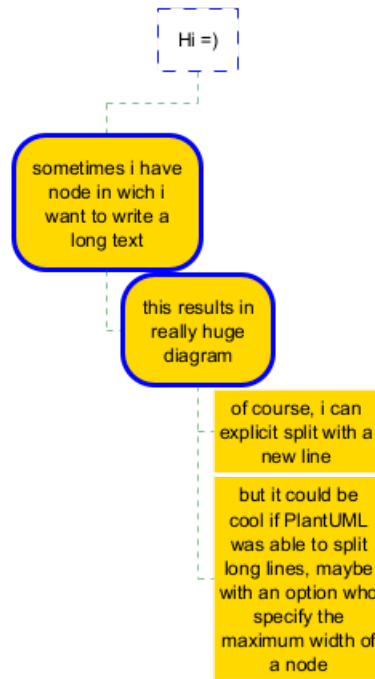 Hi =)
sometimes i have
node in wich i
want to write a
long text
this results in
really huge
diagram
of course, i can
explicit split with a
new line
but it could be
cool if PlantUML
was able to split
long lines, maybe
with an option who
specify the
maximum width of
a node